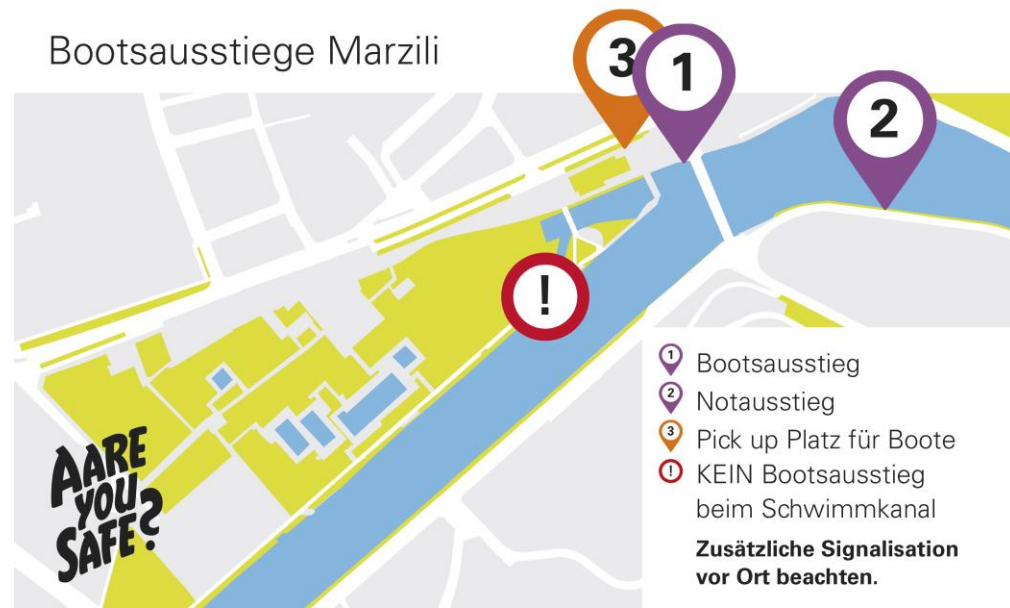 Bootsausstiege Marzili
3
1
2
!
1 Bootsausstieg
2 Notausstieg
3 Pick up Platz für Boote
! KEIN Bootsausstieg
beim Schwimmkanal
Zusätzliche Signalisation
vor Ort beachten.
AARE
YOU
SAFE?